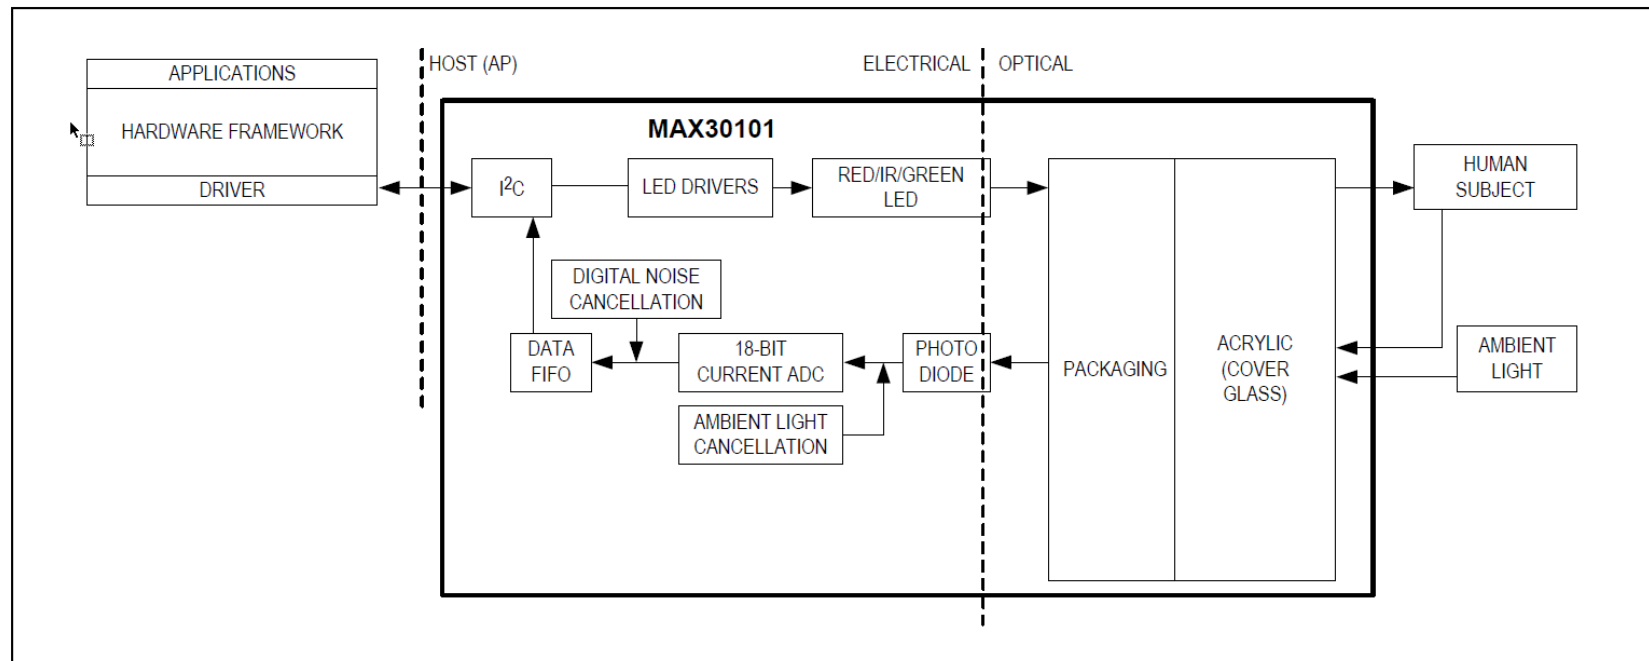 APPLICATIONS
HARDWARE FRAMEWORK
DRIVER
HOST (AP)
ELECTRICAL
OPTICAL
MAX30101
I²C
LED DRIVERS
RED/IR/GREEN
LED
HUMAN
SUBJECT
DIGITAL NOISE
CANCELLATION
DATA
FIFO
18-BIT
CURRENT ADC
PHOTO
DIODE
PACKAGING
ACRYLIC
(COVER
GLASS)
AMBIENT
LIGHT
AMBIENT LIGHT
CANCELLATION